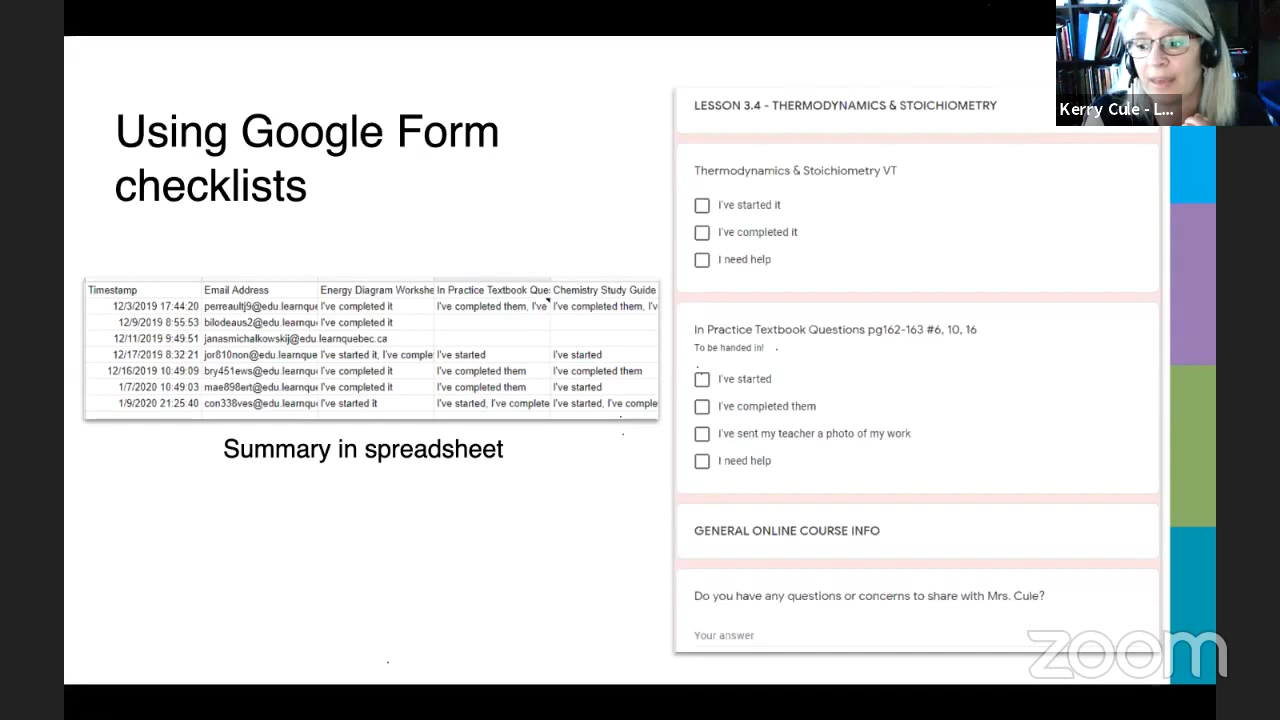 Using Google Form
checklists
Timestamp Email Address Energy Diagram Workshe In Practice Textbook Ques Chemistry Study Guide
12/3/2019 17:44:20 perreaultj9@edu.learnque I've completed it I've completed them, I've I've completed them, I'v
12/9/2019 8:55:53 bilodeaus2@edu.learnqu I've completed it
12/11/2019 9:49:51 janasmichalkowskij@edu.learnquebec.ca
12/17/2019 8:32:21 jor810non@edu.learnque I've started it, I've comple I've started I've started
12/16/2019 10:49:09 bry451ews@edu.learnqu I've completed it I've completed them I've completed them
1/7/2020 10:49:03 mae898ert@edu.learnqu I've completed it I've completed them I've started
1/9/2020 21:25:40 con338ves@edu.learnqu I've started it I've started, I've complete I've started, I've comple
Summary in spreadsheet
LESSON 3.4 - THERMODYNAMICS & STOICHIOMETRY
Thermodynamics & Stoichiometry VT
I've started it
I've completed it
I need help
In Practice Textbook Questions pg162-163 #6, 10, 16
To be handed in!
I've started
I've completed them
I've sent my teacher a photo of my work
I need help
GENERAL ONLINE COURSE INFO
Do you have any questions or concerns to share with Mrs. Cule?
Your answer
Kerry Cule - L...
zoom